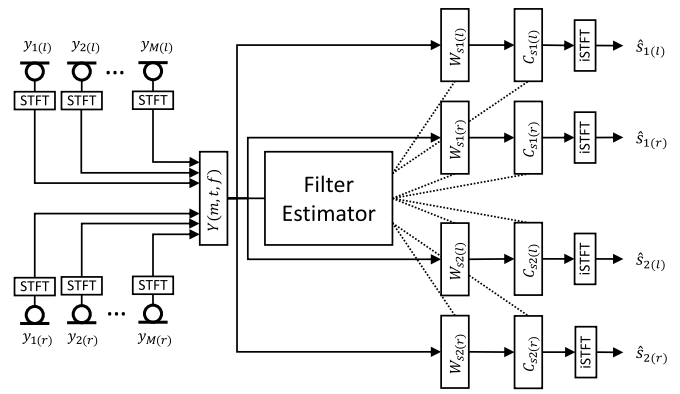 y1(l) y2(l) ... yM(l)
STFT STFT STFT
Y(m,t,f)
STFT STFT STFT
y1(r) y2(r) ... yM(r)
Filter
Estimator
Ws1(l) Cs1(l) iSTFT ŝ1(l)
Ws1(r) Cs1(r) iSTFT ŝ1(r)
Ws2(l) Cs2(l) iSTFT ŝ2(l)
Ws2(r) Cs2(r) iSTFT ŝ2(r)